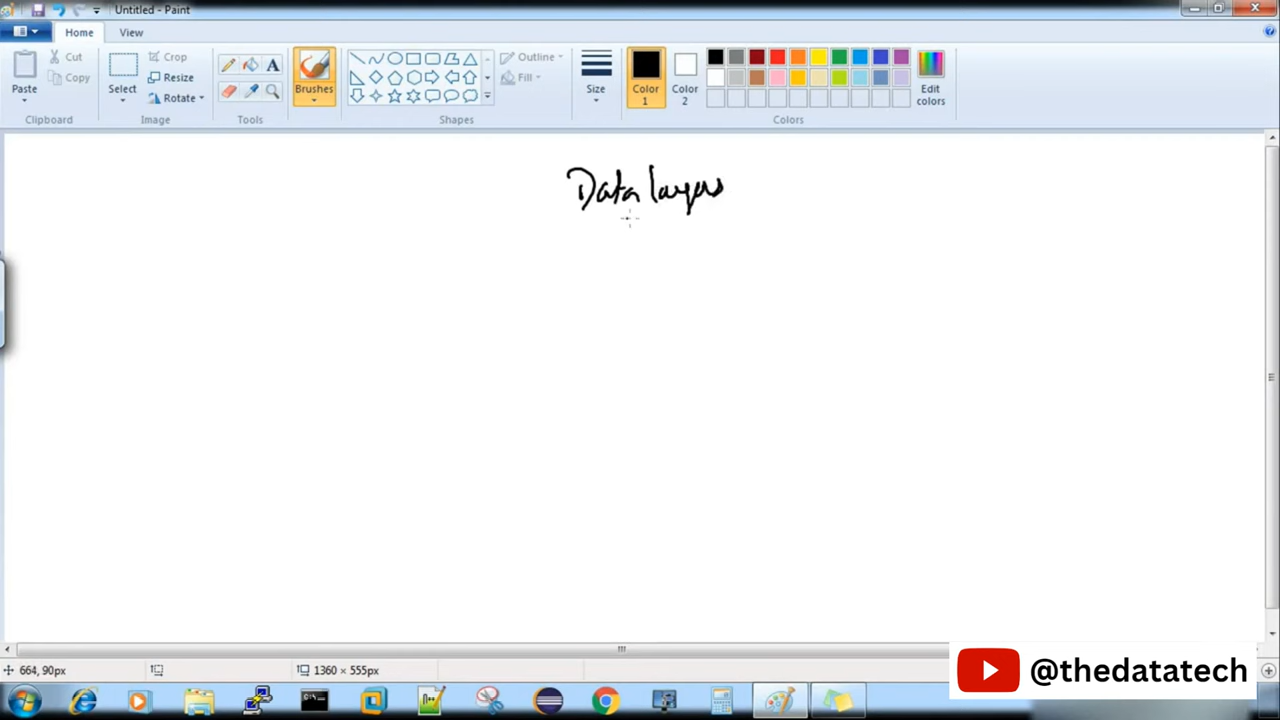 Untitled - Paint
Home View
Cut
Copy
Paste
Clipboard
Crop
Resize
Rotate
Select
Image
Tools
Brushes
Outline
Fill
Shapes
Size
Color 1
Color 2
Edit colors
Colors
Data layers
664, 90px
1360 × 555px
@thedatatech